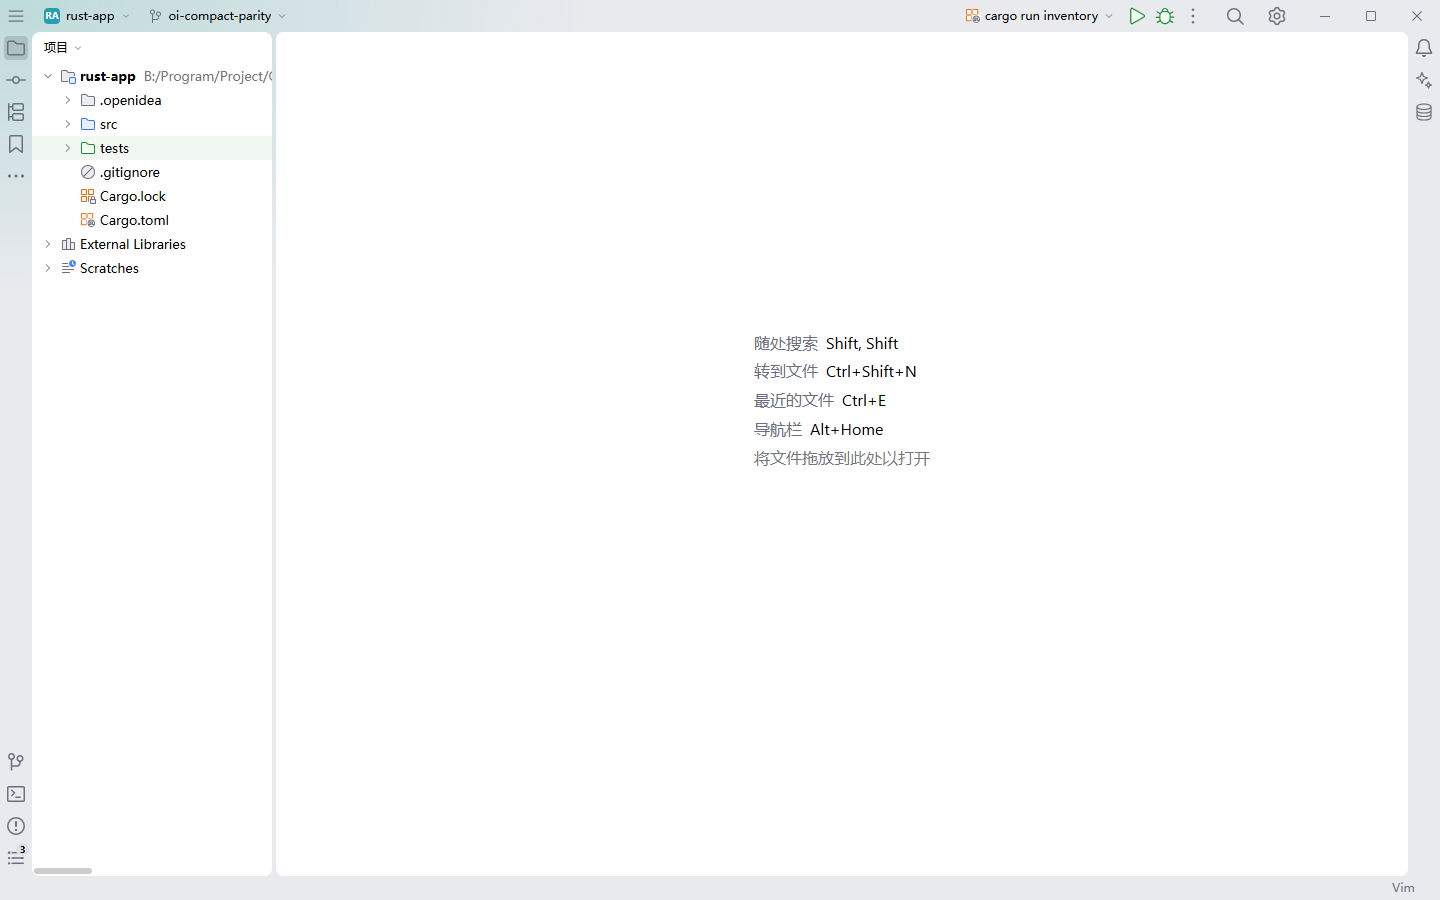 RA rust-app oi-compact-parity cargo run inventory
项目
rust-app B:/Program/Project/
.openidea
src
tests
.gitignore
Cargo.lock
Cargo.toml
External Libraries
Scratches
随处搜索 Shift, Shift
转到文件 Ctrl+Shift+N
最近的文件 Ctrl+E
导航栏 Alt+Home
将文件拖放到此处以打开
3
Vim